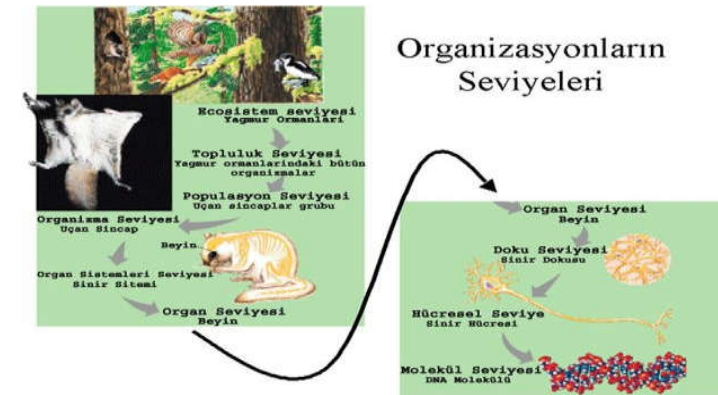 Organizasyonların
Seviyeleri
Ecosistem seviyesi
Yagmur Ormanlari
Topluluk Seviyesi
Yagmur ormanlarindaki bütün
organizmalar
Populasyon Seviyesi
Uçan sincaplar grubu
Organizma Seviyesi
Uçan Sincap
Beyin
Organ Sistemleri Seviyesi
Sinir Sitemi
Organ Seviyesi
Beyin
Organ Seviyesi
Beyin
Doku Seviyesi
Sinir Dokusu
Hücresel Seviye
Sinir Hücresi
Molekül Seviyesi
DNA Molekülü